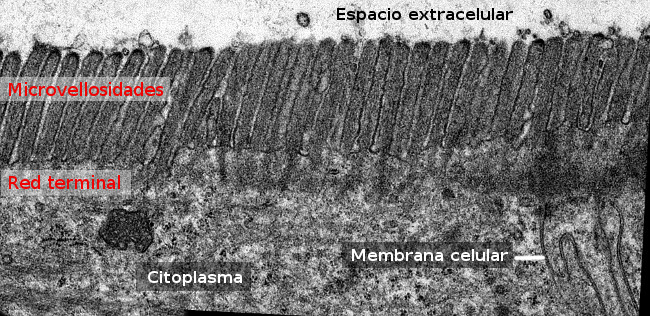 Espacio extracelular
Microvellosidades
Red terminal
Membrana celular
Citoplasma